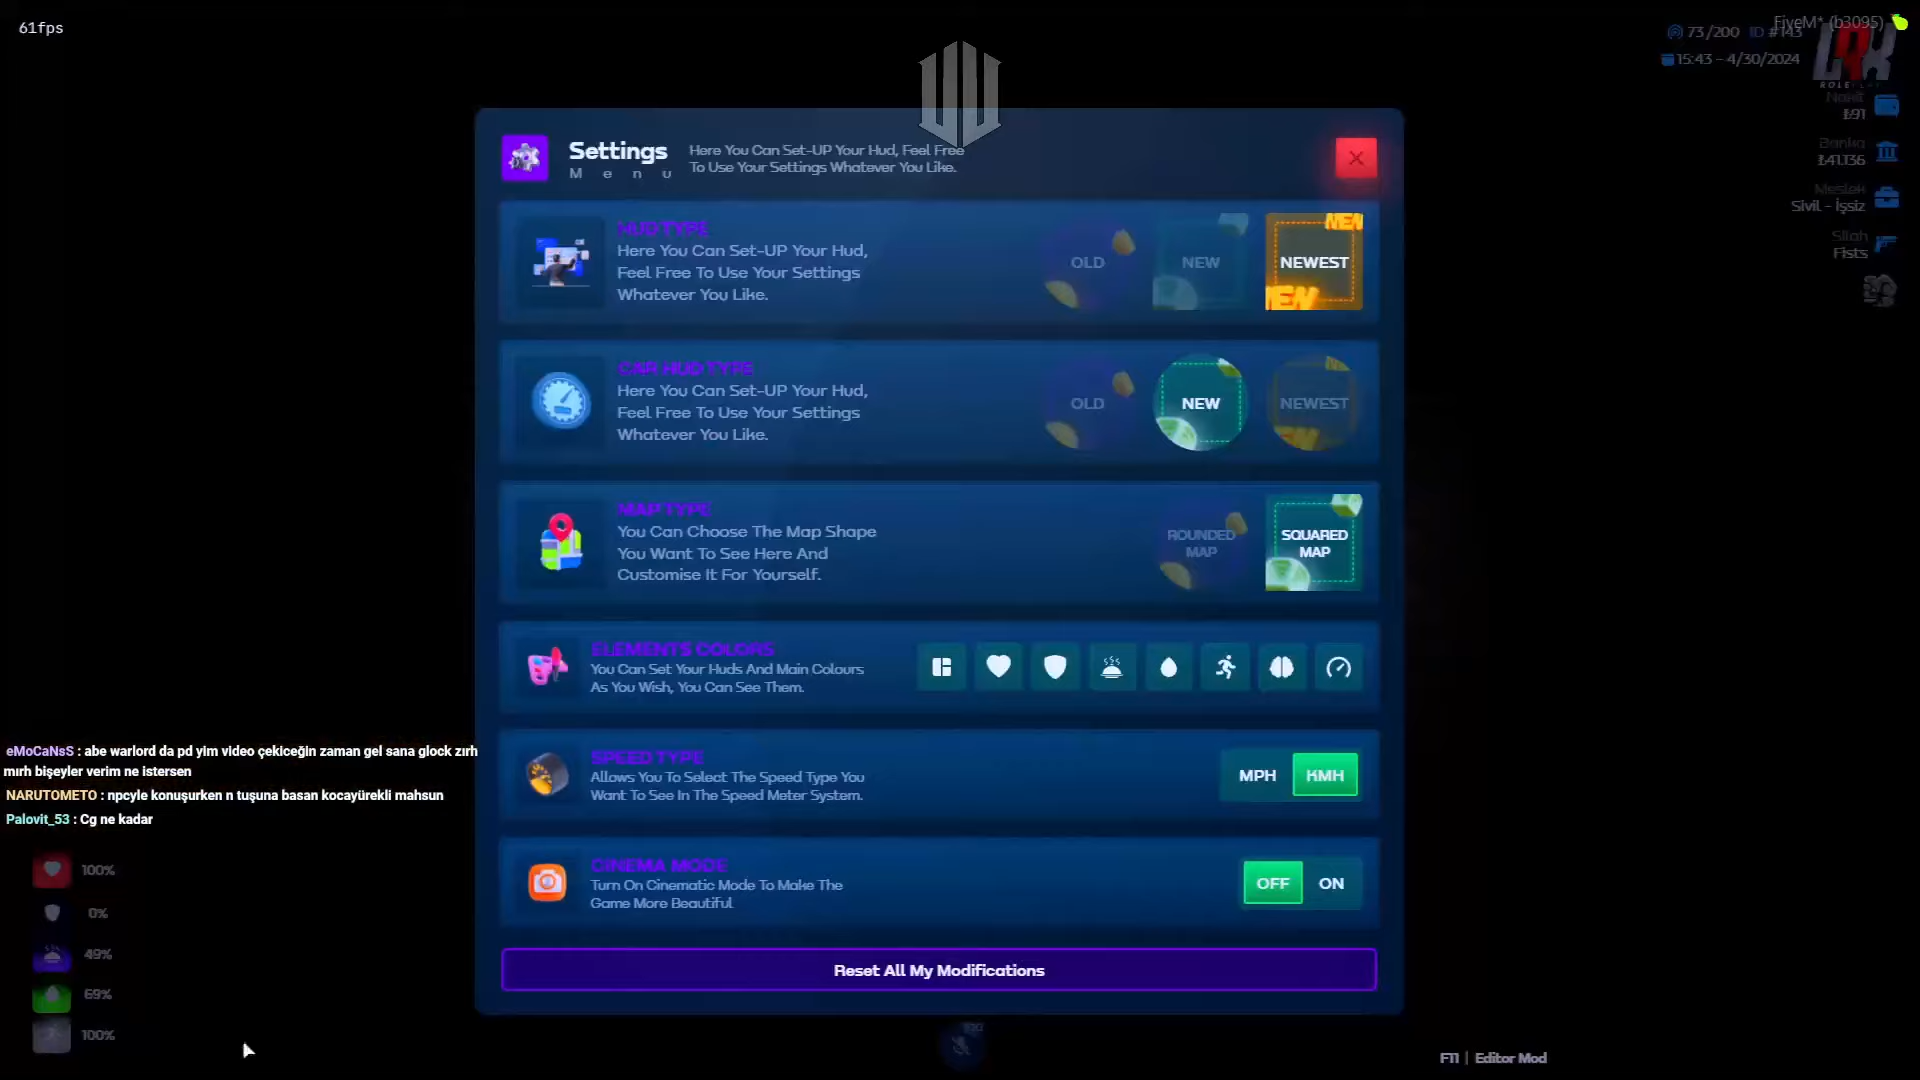 61fps
FiveM* (b3095)
73/200 ID #143
15:43 - 4/30/2024
ROLEPLAY
Nakit
₺91
Banka
₺41.136
Meslek
Sivil - İşsiz
Silah
Fists
Settings
Menu
Here You Can Set-UP Your Hud, Feel Free
To Use Your Settings Whatever You Like.
HUD TYPE
Here You Can Set-UP Your Hud,
Feel Free To Use Your Settings
Whatever You Like.
OLD
NEW
NEWEST
CAR HUD TYPE
Here You Can Set-UP Your Hud,
Feel Free To Use Your Settings
Whatever You Like.
OLD
NEW
NEWEST
MAP TYPE
You Can Choose The Map Shape
You Want To See Here And
Customise It For Yourself.
ROUNDED
MAP
SQUARED
MAP
ELEMENTS COLORS
You Can Set Your Huds And Main Colours
As You Wish, You Can See Them.
SPEED TYPE
Allows You To Select The Speed Type You
Want To See In The Speed Meter System.
MPH
KMH
CINEMA MODE
Turn On Cinematic Mode To Make The
Game More Beautiful
OFF
ON
Reset All My Modifications
eMoCaNsS : abe warlord da pd yim video çekiceğin zaman gel sana glock zırh
mırh bişeyler verim ne istersen
NARUTOMETO : npcyle konuşurken n tuşuna basan kocayürekli mahsun
Palovit_53 : Cg ne kadar
100%
0%
49%
69%
100%
F11 | Editor Mod